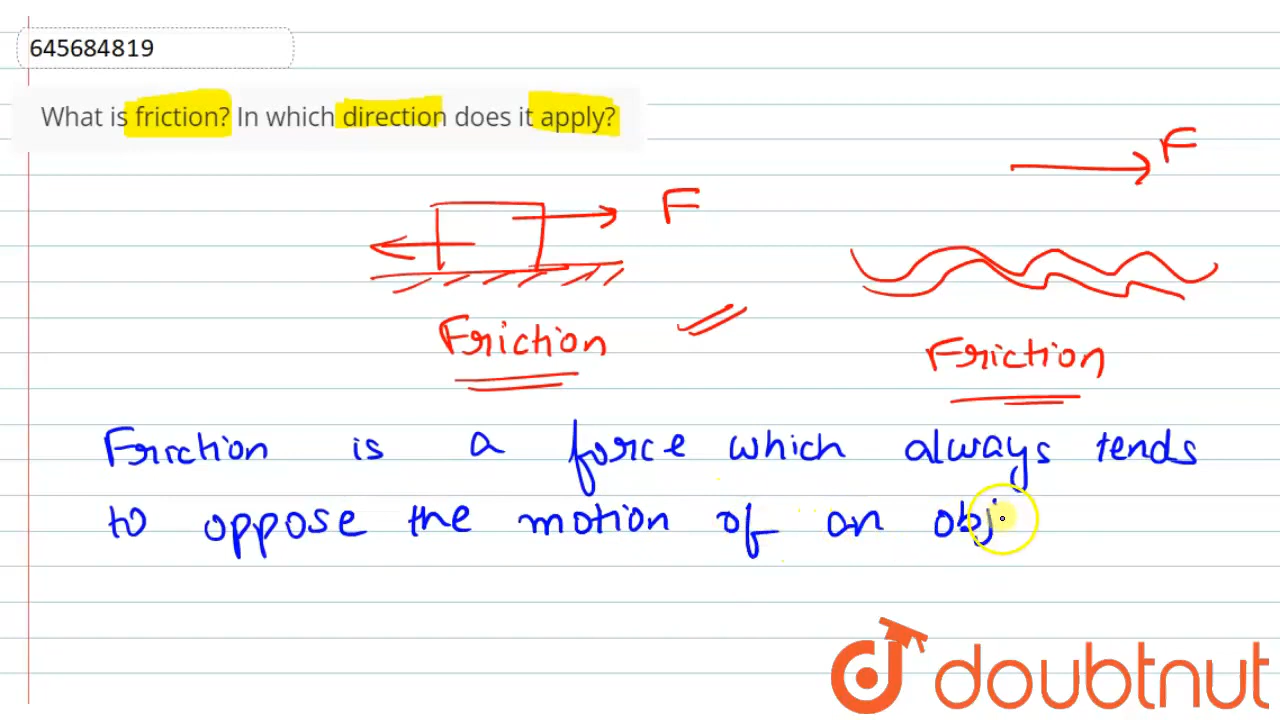 645684819
What is friction? In which direction does it apply?
F
F
Friction
Friction
Friction is a force which always tends
to oppose the motion of an obj
doubtnut